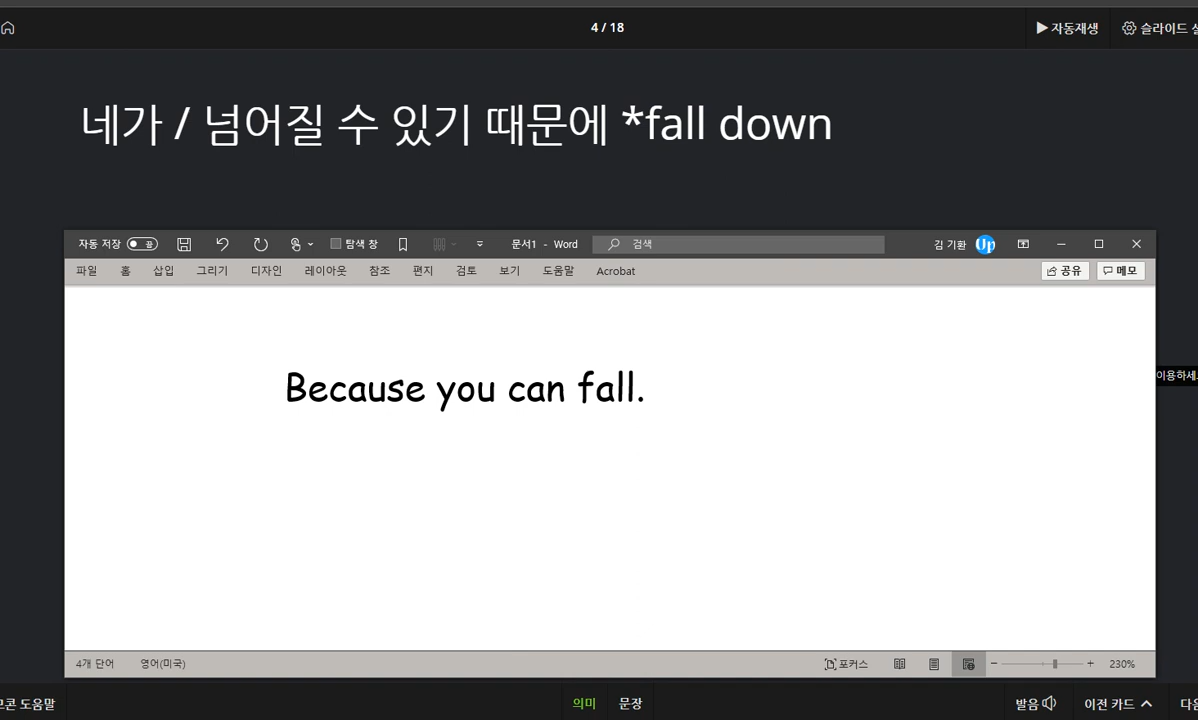 4 / 18
▶ 자동재생
슬라이드
네가 / 넘어질 수 있기 때문에 *fall down
자동 저장 끔 탐색 창 문서1 - Word 검색 김 기환 Up
파일 홈 삽입 그리기 디자인 레이아웃 참조 편지 검토 보기 도움말 Acrobat 공유 메모
Because you can fall.
이용하세
4개 단어 영어(미국) 포커스 - + 230%
도움말 의미 문장 발음 이전 카드